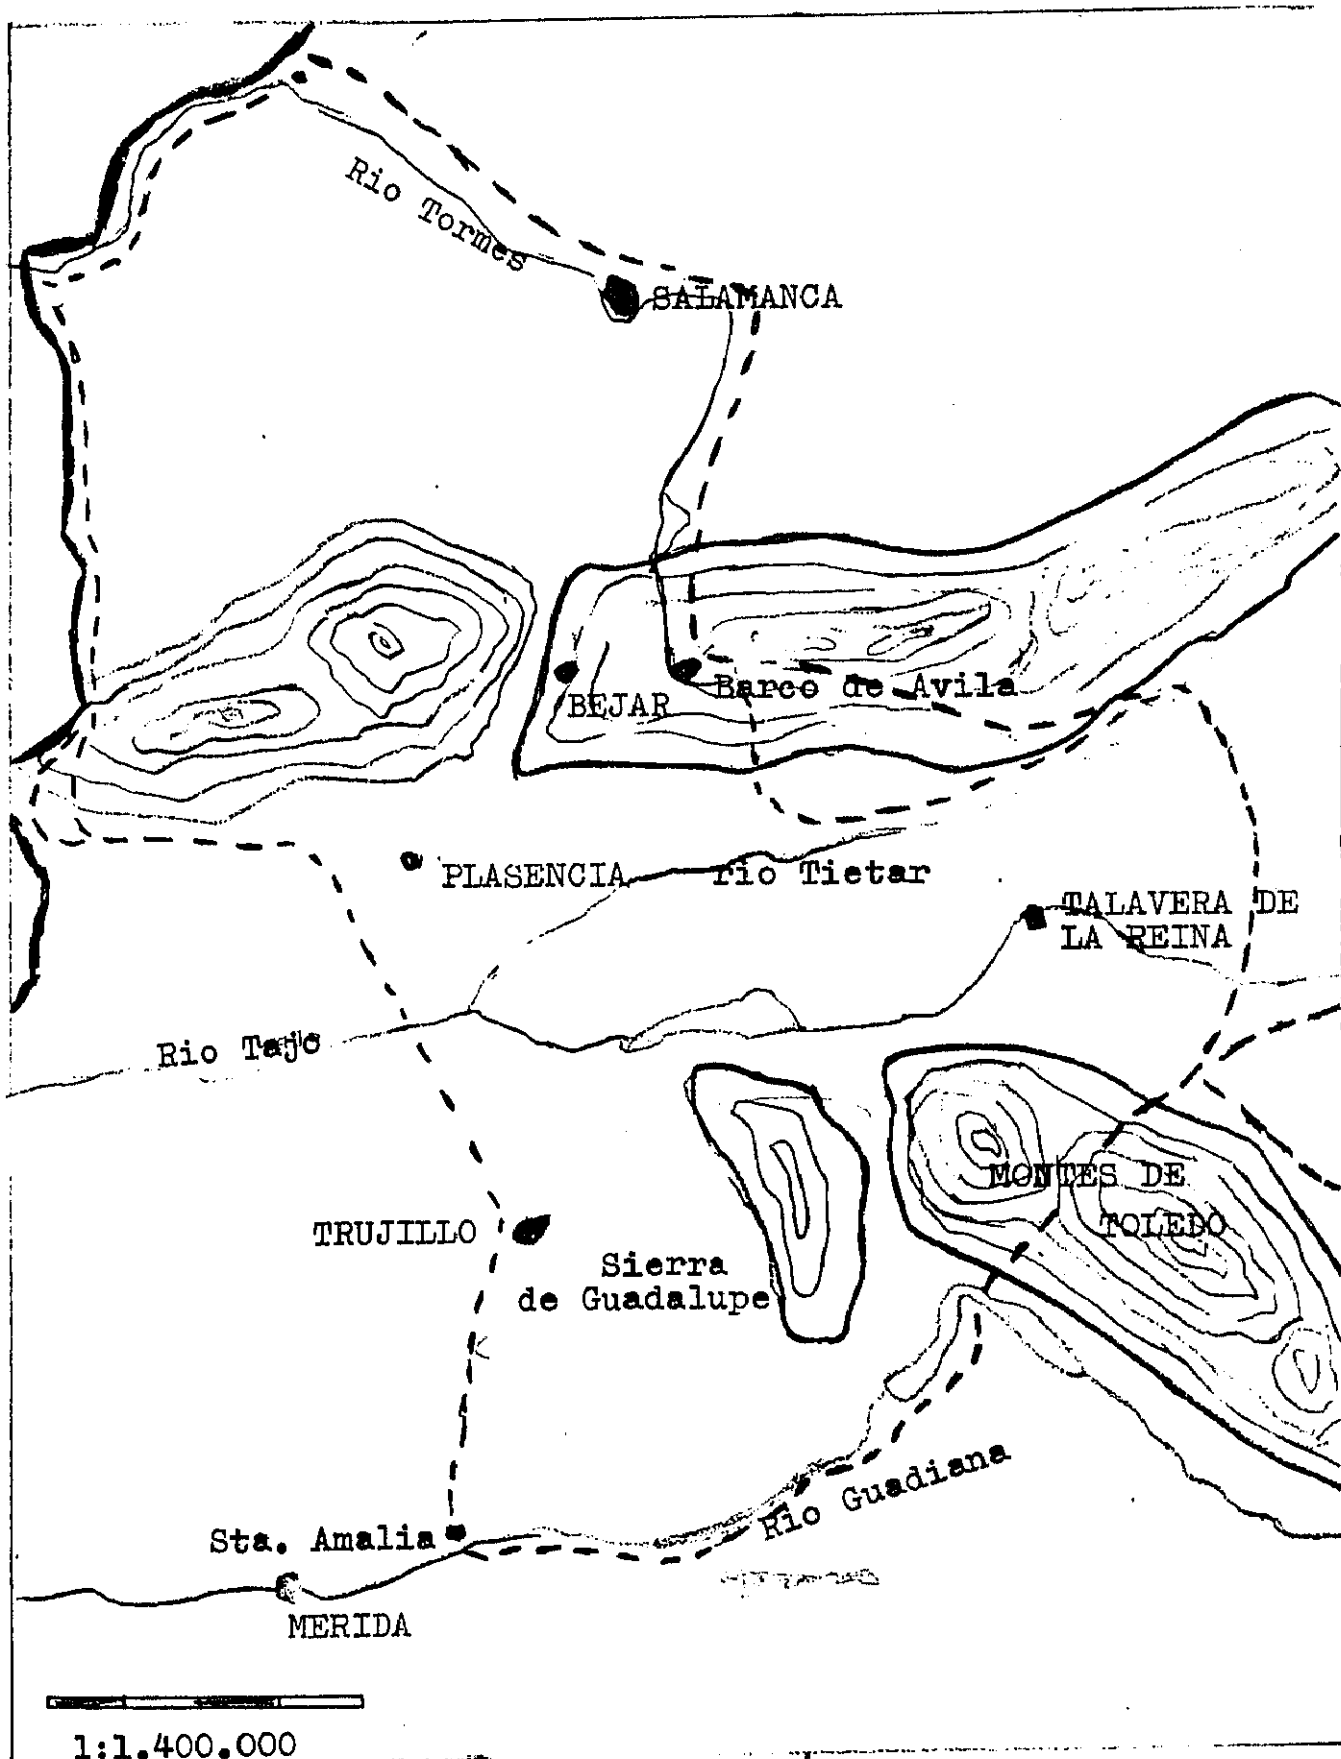 Rio Tormes
SALAMANCA
BEJAR
Barco de Avila
PLASENCIA
rio Tietar
TALAVERA DE
LA REINA
Rio Tajo
MONTES DE
TOLEDO
TRUJILLO
Sierra
de Guadalupe
Rio Guadiana
Sta. Amalia
MERIDA
1:1.400.000